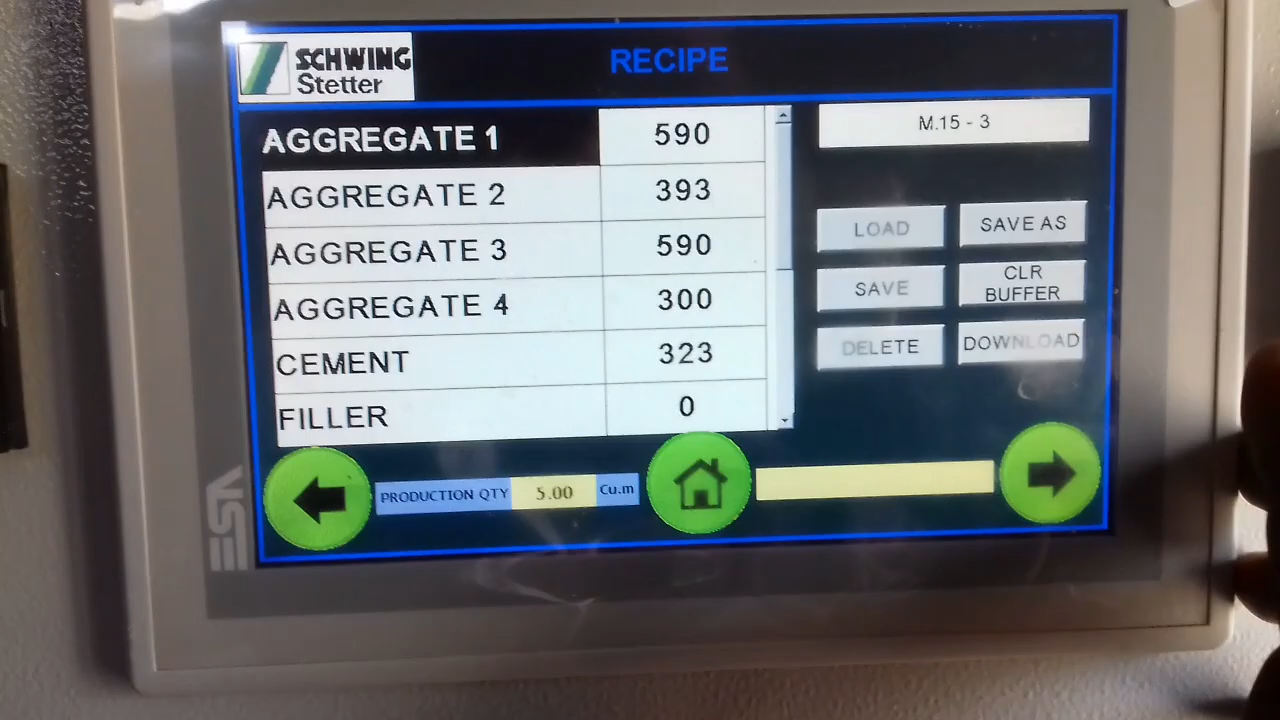 SCHWING
Stetter
RECIPE
AGGREGATE 1 590
AGGREGATE 2 393
AGGREGATE 3 590
AGGREGATE 4 300
CEMENT 323
FILLER 0
M.15 - 3
LOAD SAVE AS
SAVE CLR BUFFER
DELETE DOWNLOAD
PRODUCTION QTY 5.00 Cu.m